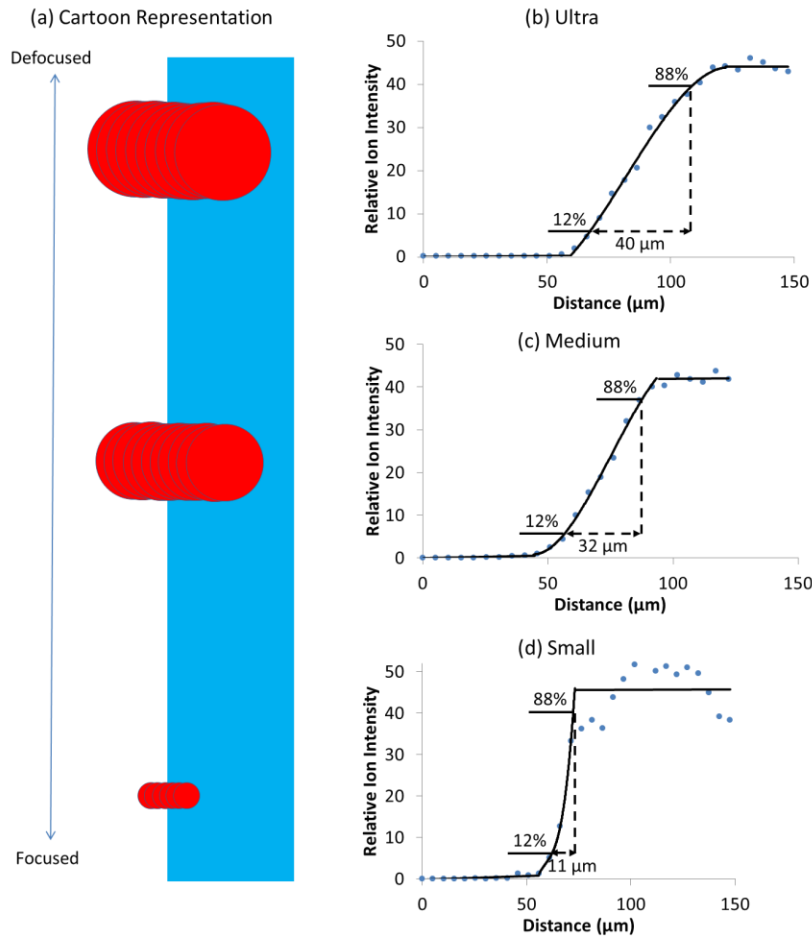 (a) Cartoon Representation
Defocused
Focused
(b) Ultra
Relative Ion Intensity
50
40
30
20
10
0
88%
12%
40 µm
0
50
100
150
Distance (µm)
(c) Medium
Relative Ion Intensity
50
40
30
20
10
0
88%
12%
32 µm
0
50
100
150
Distance (µm)
(d) Small
Relative Ion Intensity
50
40
30
20
10
0
88%
12%
11 µm
0
50
100
150
Distance (µm)